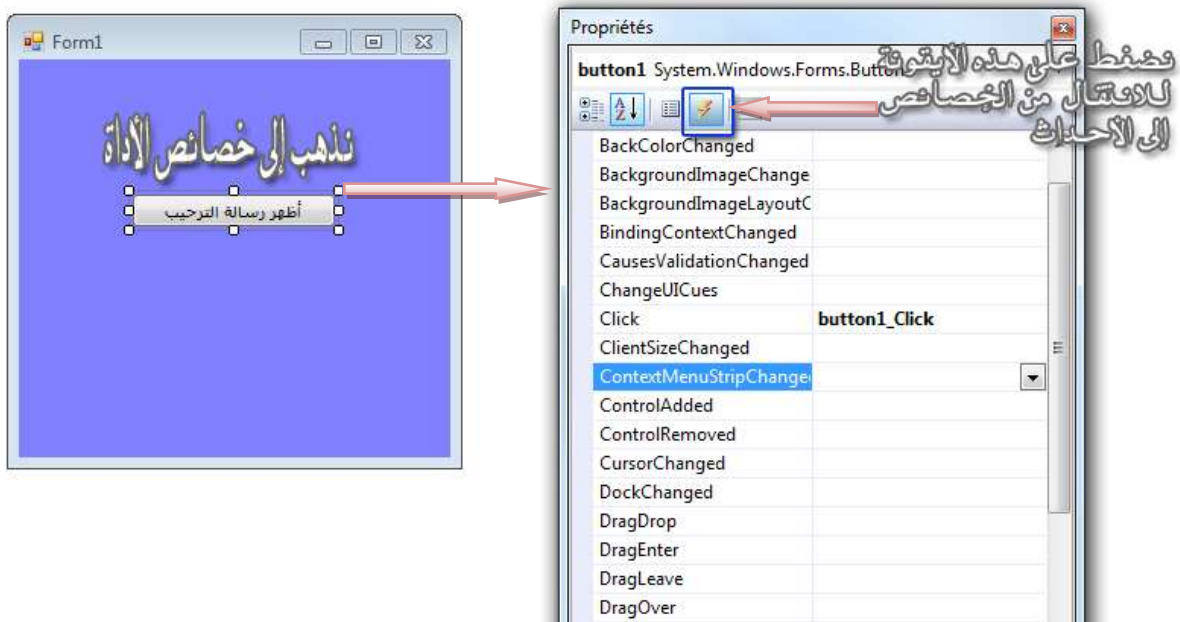 Form1
نذهب إلى خصائص الأداة
أظهر رسالة الترحيب
Propriétés
button1 System.Windows.Forms.Button
نضغط على هذه الأيقونة
للانتقال من الخصائص
إلى الأحداث
BackColorChanged
BackgroundImageChange
BackgroundImageLayoutC
BindingContextChanged
CausesValidationChanged
ChangeUICues
Click button1_Click
ClientSizeChanged
ContextMenuStripChange
ControlAdded
ControlRemoved
CursorChanged
DockChanged
DragDrop
DragEnter
DragLeave
DragOver